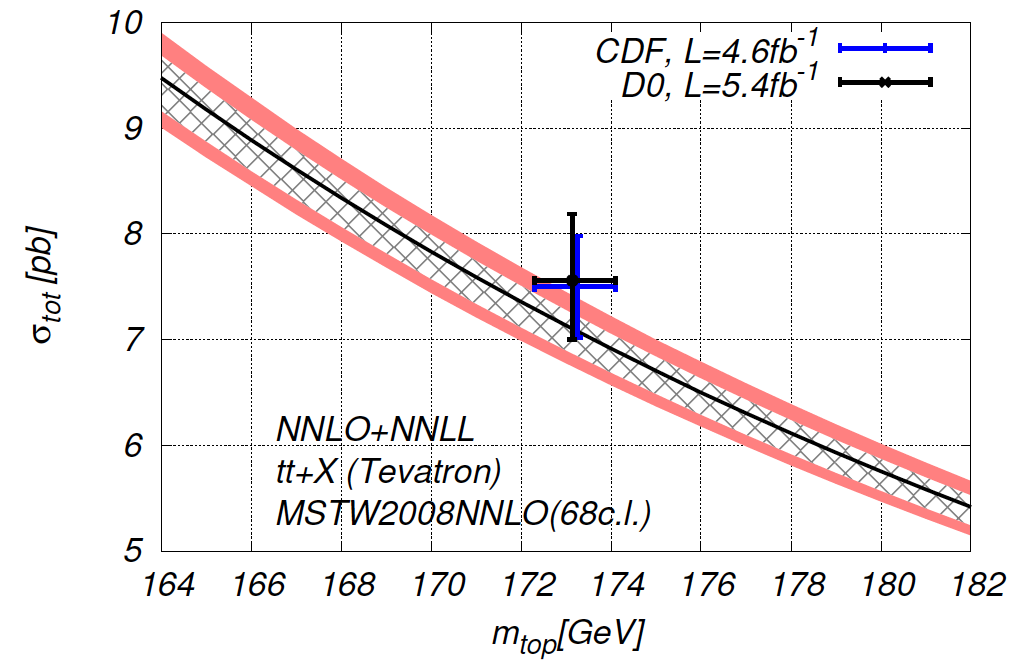 10
9
8
7
6
5
σtot [pb]
CDF, L=4.6fb-1
D0, L=5.4fb-1
NNLO+NNLL
tt+X (Tevatron)
MSTW2008NNLO(68c.l.)
164 166 168 170 172 174 176 178 180 182
mtop[GeV]